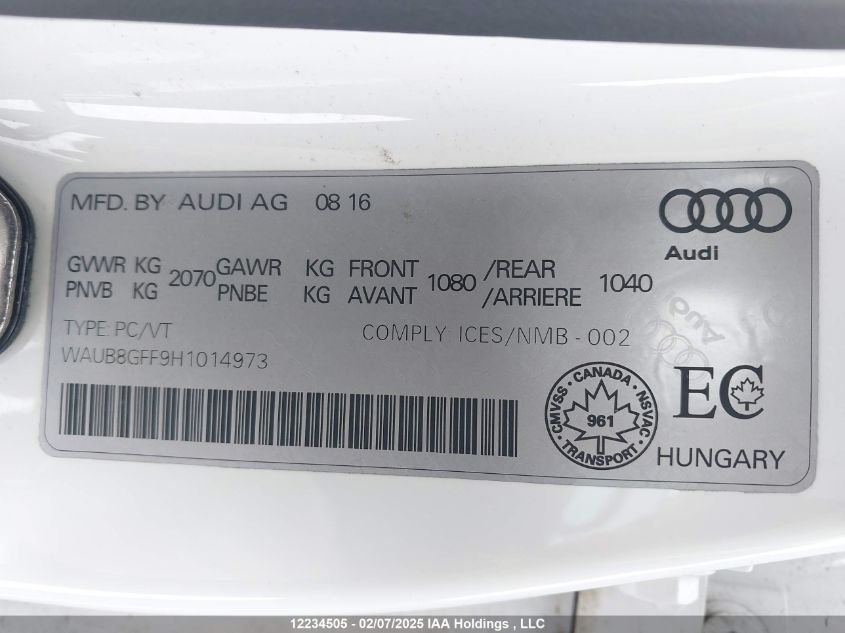 MFD. BY AUDI AG 08 16
Audi
GVWR KG 2070 GAWR KG FRONT 1080 /REAR 1040
PNVB KG PNBE KG AVANT /ARRIERE
TYPE: PC/VT COMPLY ICES/NMB - 002
WAUB8GFF9H1014973
CANADA
CMVSS 961 NSVAC
TRANSPORT
EC
HUNGARY
Audi
12234505 - 02/07/2025 IAA Holdings , LLC